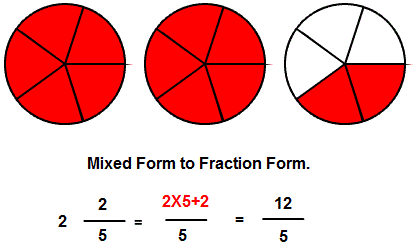 Mixed Form to Fraction Form.
2 2/5 = 2X5+2/5 = 12/5